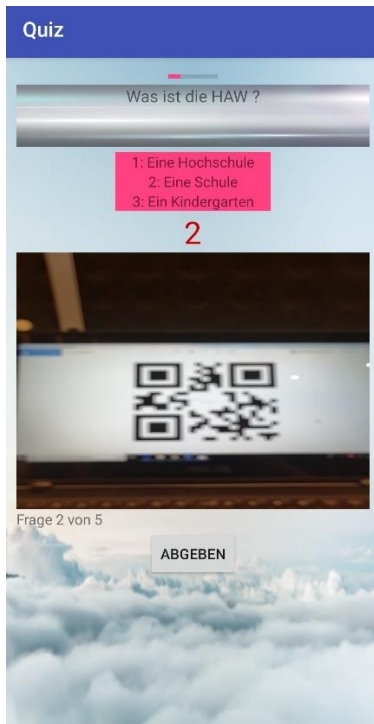 Quiz
Was ist die HAW ?
1: Eine Hochschule
2: Eine Schule
3: Ein Kindergarten
2
Frage 2 von 5
ABGEBEN